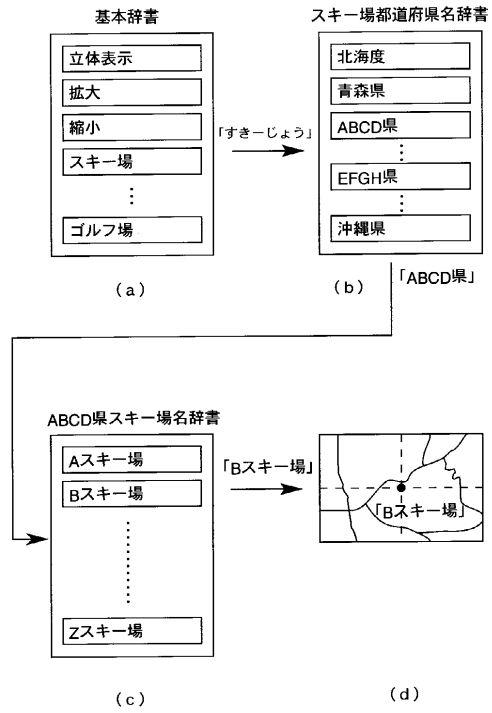 基本辞書
立体表示
拡大
縮小
スキー場
ゴルフ場
(a)
「すきーじょう」
スキー場都道府県名辞書
北海度
青森県
ABCD県
EFGH県
沖縄県
(b)
「ABCD県」
ABCD県スキー場名辞書
Aスキー場
Bスキー場
Zスキー場
(c)
「Bスキー場」
「Bスキー場」
(d)